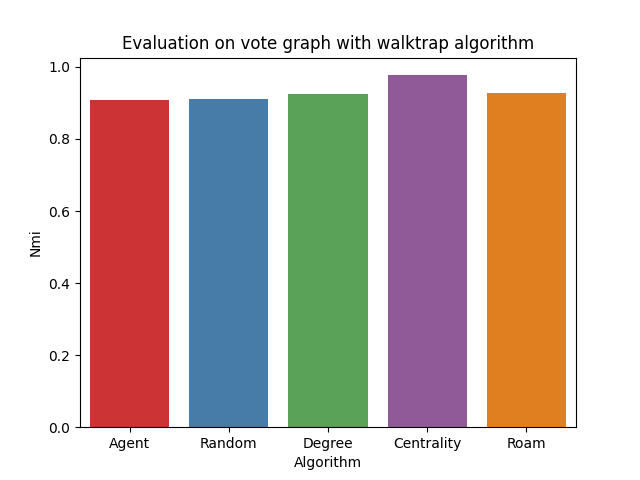 Evaluation on vote graph with walktrap algorithm
1.0
0.8
0.6
0.4
0.2
0.0
Nmi
Agent Random Degree Centrality Roam
Algorithm